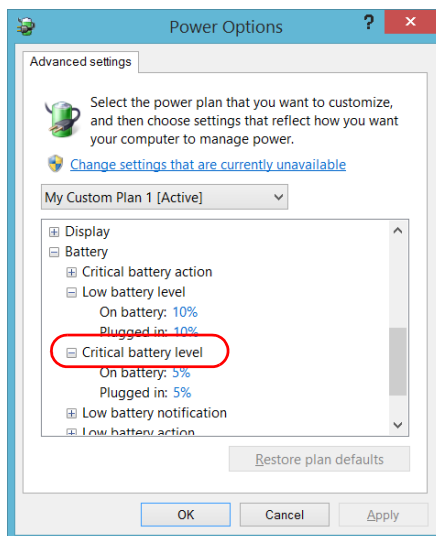 Power Options
?
×
Advanced settings
Select the power plan that you want to customize,
and then choose settings that reflect how you want
your computer to manage power.
Change settings that are currently unavailable
My Custom Plan 1 [Active]
Display
Battery
Critical battery action
Low battery level
On battery: 10%
Plugged in: 10%
Critical battery level
On battery: 5%
Plugged in: 5%
Low battery notification
Low battery action
Restore plan defaults
OK
Cancel
Apply